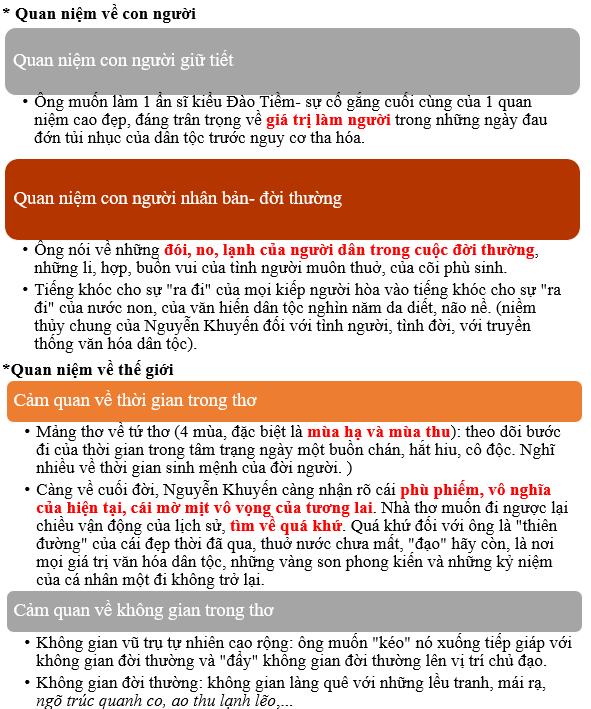 * Quan niệm về con người
Quan niệm con người giữ tiết
• Ông muốn làm 1 ẩn sĩ kiểu Đào Tiềm- sự cố gắng cuối cùng của 1 quan
niệm cao đẹp, đáng trân trọng về giá trị làm người trong những ngày đau
đớn tủi nhục của dân tộc trước nguy cơ tha hóa.
Quan niệm con người nhân bản- đời thường
• Ông nói về những đói, no, lạnh của người dân trong cuộc đời thường,
những li, hợp, buồn vui của tình người muôn thuở, của cõi phù sinh.
• Tiếng khóc cho sự "ra đi" của mọi kiếp người hòa vào tiếng khóc cho sự "ra
đi" của nước non, của văn hiến dân tộc nghìn năm da diết, não nề. (niềm
thủy chung của Nguyễn Khuyến đối với tình người, tình đời, với truyền
thống văn hóa dân tộc).
*Quan niệm về thế giới
Cảm quan về thời gian trong thơ
• Mảng thơ về tứ thơ (4 mùa, đặc biệt là mùa hạ và mùa thu): theo dõi bước
đi của thời gian trong tâm trạng ngày một buồn chán, hắt hiu, cô độc. Nghĩ
nhiều về thời gian sinh mệnh của đời người. )
• Càng về cuối đời, Nguyễn Khuyến càng nhận rõ cái phù phiếm, vô nghĩa
của hiện tại, cái mờ mịt vô vọng của tương lai. Nhà thơ muốn đi ngược lại
chiều vận động của lịch sử, tìm về quá khứ. Quá khứ đối với ông là "thiên
đường" của cái đẹp thời đã qua, thuở nước chưa mất, "đạo" hãy còn, là nơi
mọi giá trị văn hóa dân tộc, những vàng son phong kiến và những kỷ niệm
của cá nhân một đi không trở lại.
Cảm quan về không gian trong thơ
• Không gian vũ trụ tự nhiên cao rộng: ông muốn "kéo" nó xuống tiếp giáp với
không gian đời thường và "đẩy" không gian đời thường lên vị trí chủ đạo.
• Không gian đời thường: không gian làng quê với những lều tranh, mái rạ,
ngõ trúc quanh co, ao thu lạnh lẽo,...